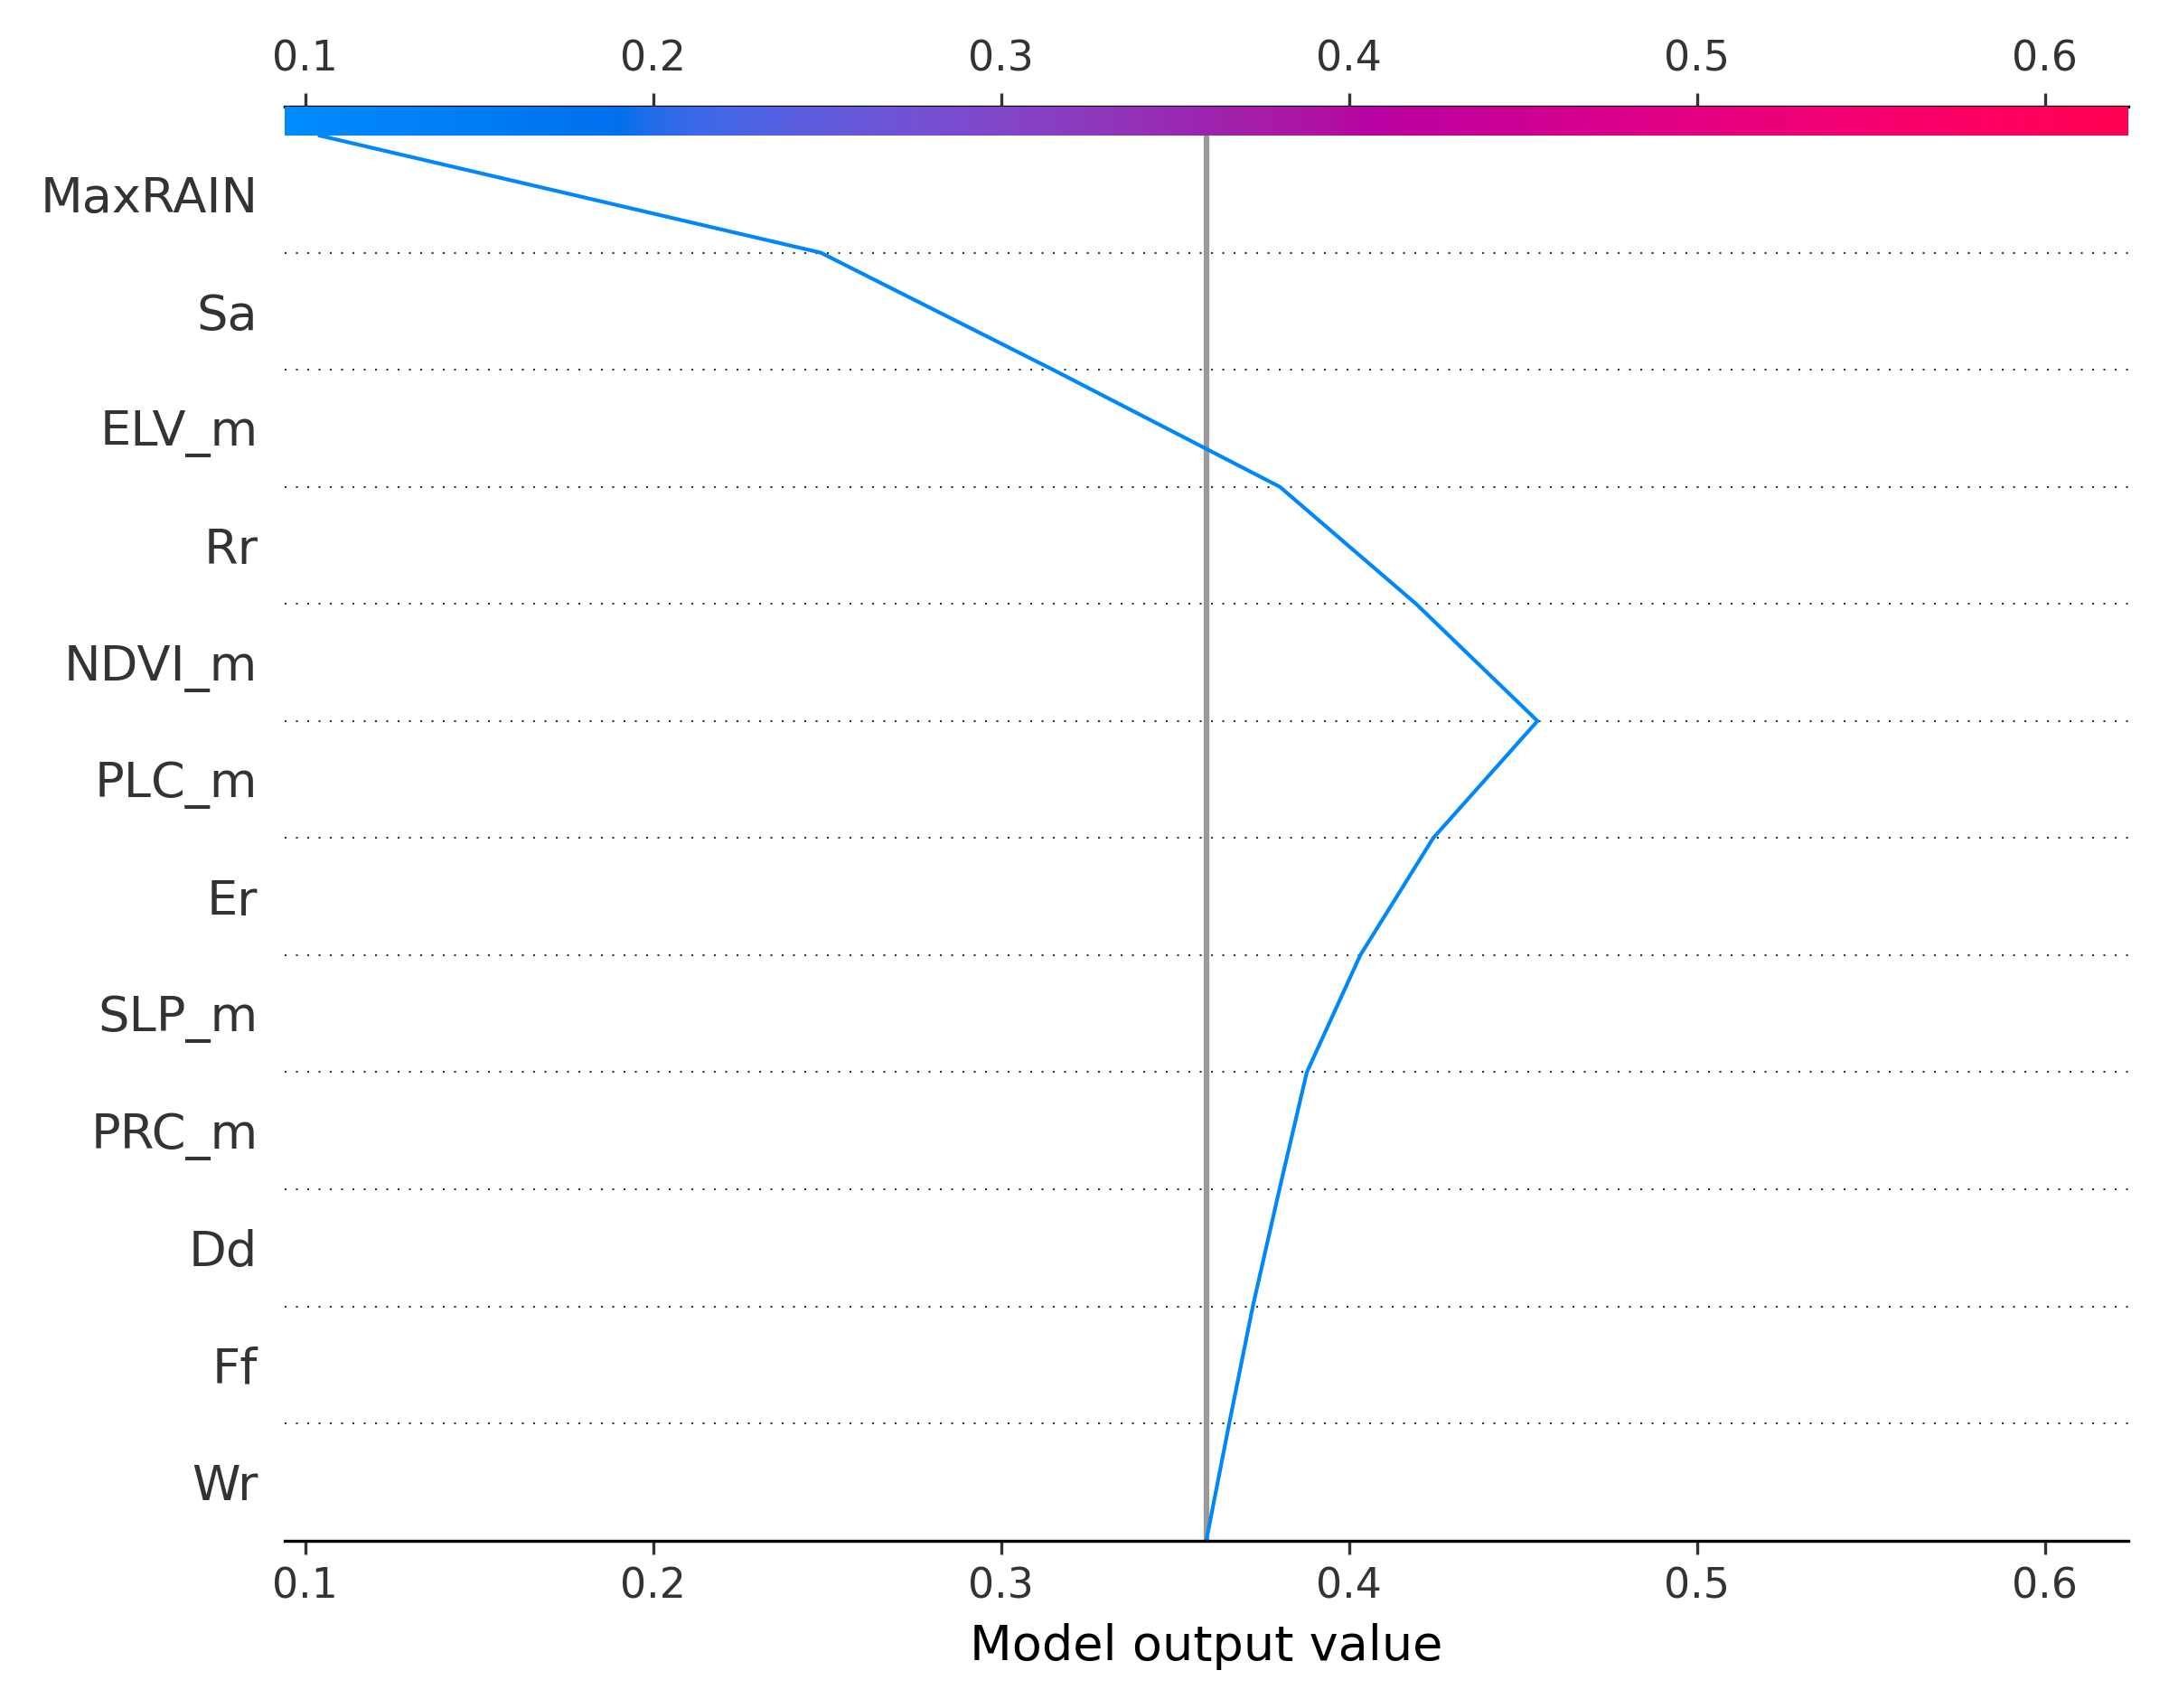 0.1 0.2 0.3 0.4 0.5 0.6
MaxRAIN
Sa
ELV_m
Rr
NDVI_m
PLC_m
Er
SLP_m
PRC_m
Dd
Ff
Wr
0.1 0.2 0.3 0.4 0.5 0.6
Model output value